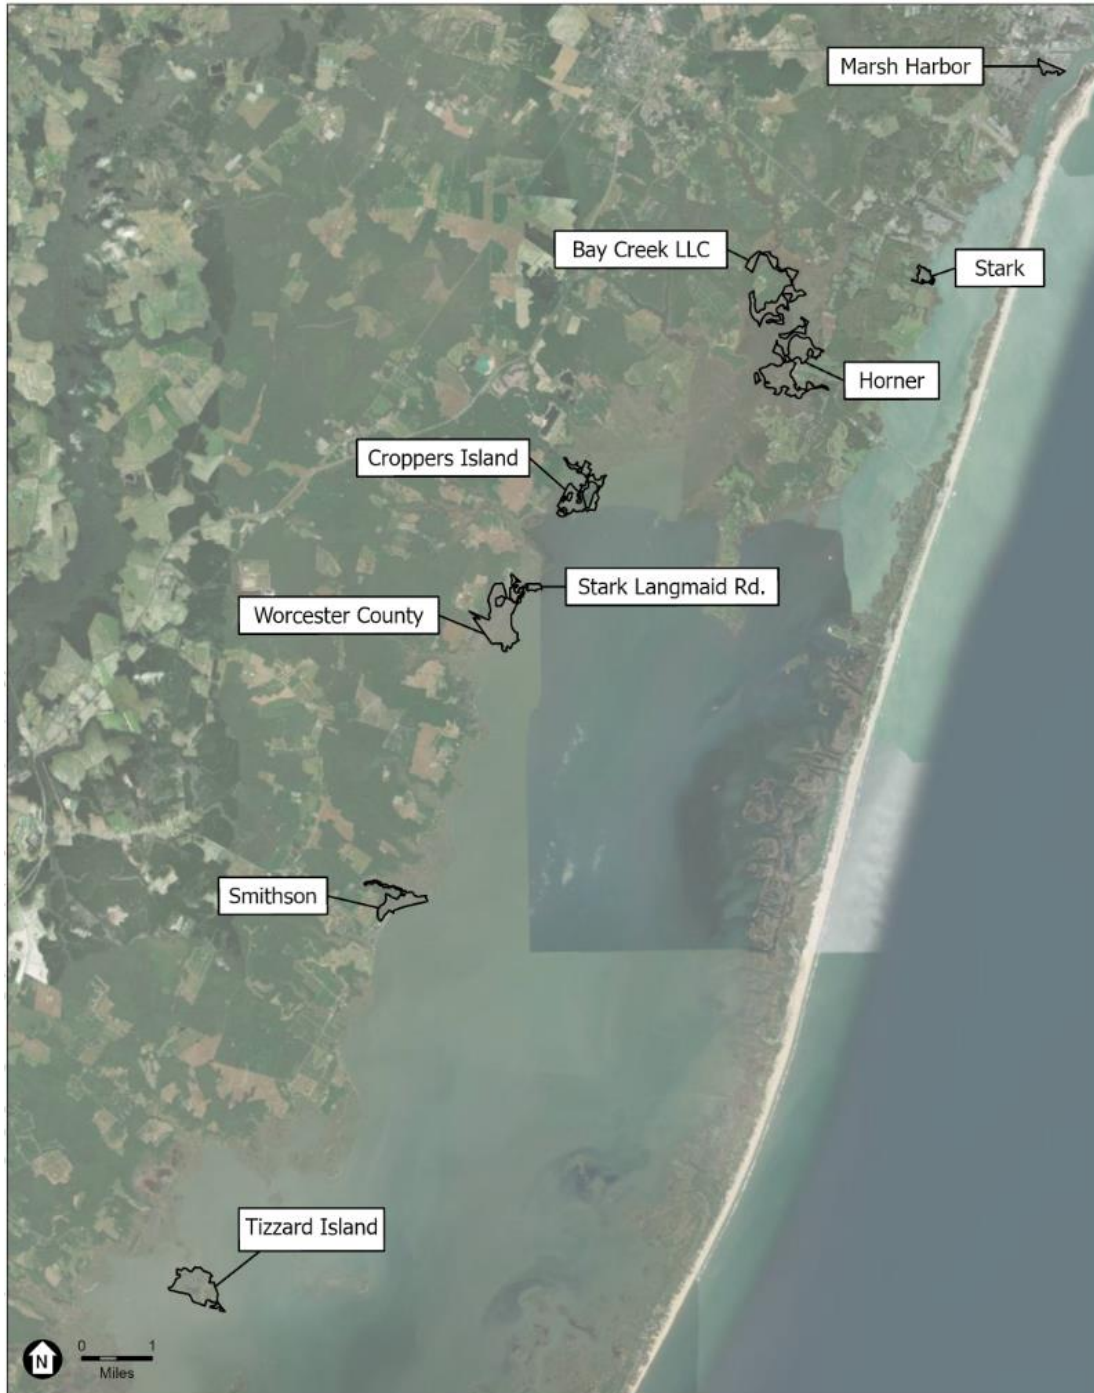 Marsh Harbor
Bay Creek LLC
Stark
Horner
Croppers Island
Stark Langmaid Rd.
Worcester County
Smithson
Tizzard Island
N
0 1
Miles